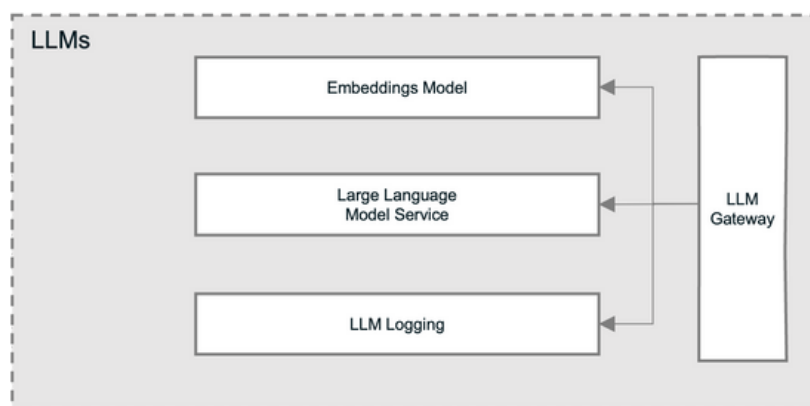 LLMs
Embeddings Model
Large Language
Model Service
LLM
Gateway
LLM Logging